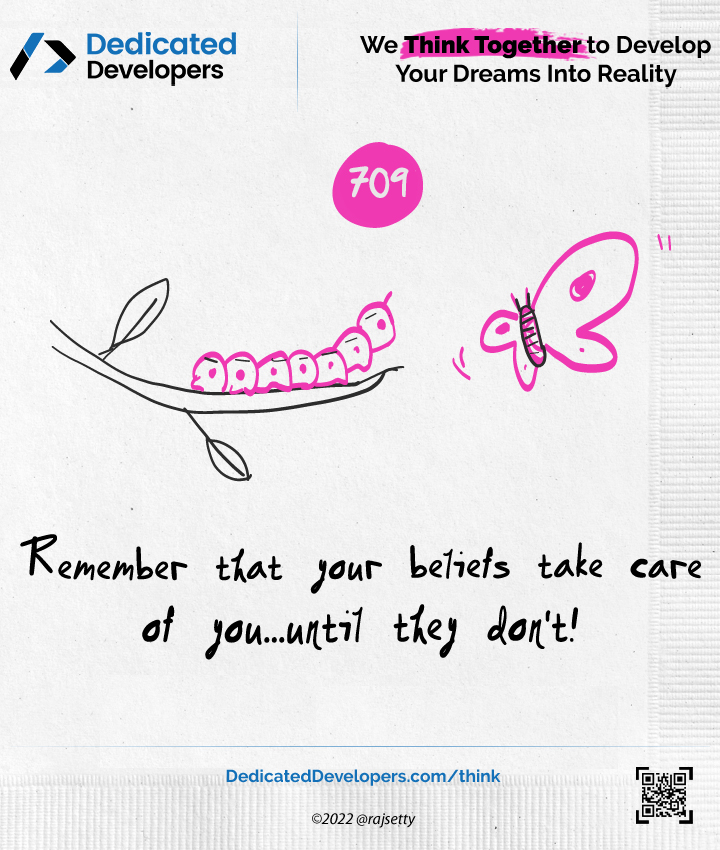 Dedicated
Developers
We Think Together to Develop
Your Dreams Into Reality
709
Remember that your beliefs take care
of you...until they don't!
DedicatedDevelopers.com/think
©2022 @rajsetty